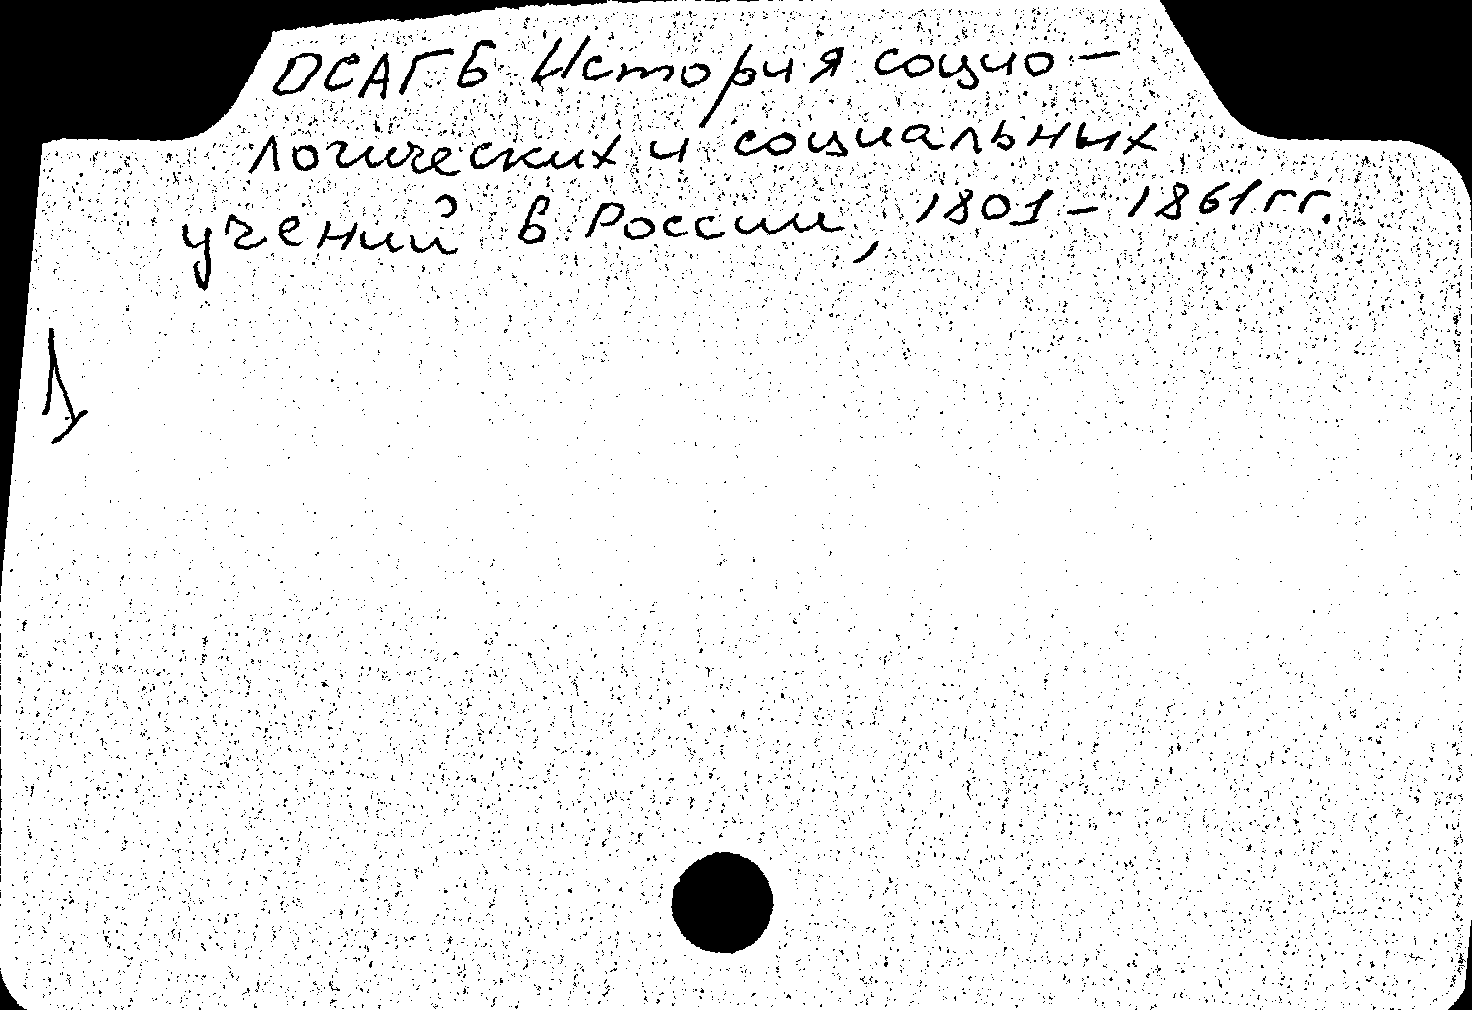 ОСАГБ История социо-
логических и социальных
учений в России, 1801-1861гг.